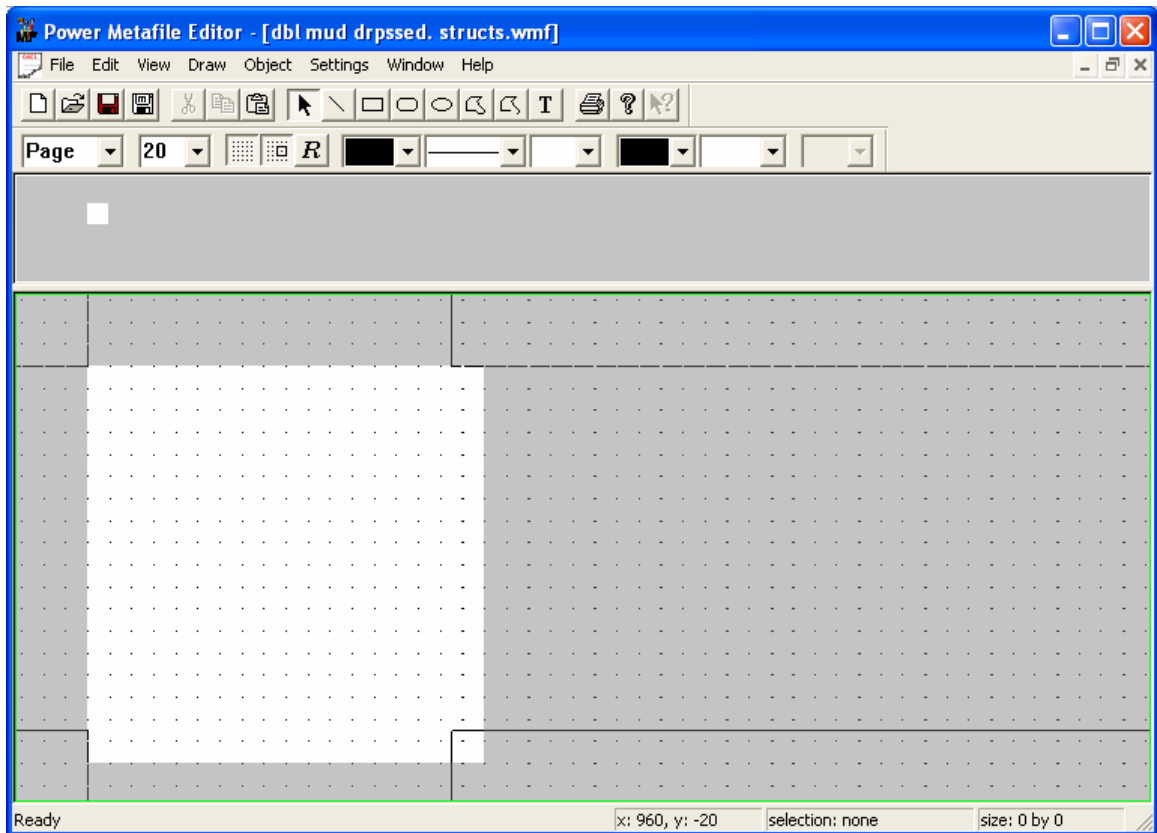 Power Metafile Editor - [dbl mud drpssed. structs.wmf]
File Edit View Draw Object Settings Window Help
T
Page 20 R
Ready x: 960, y: -20 selection: none size: 0 by 0